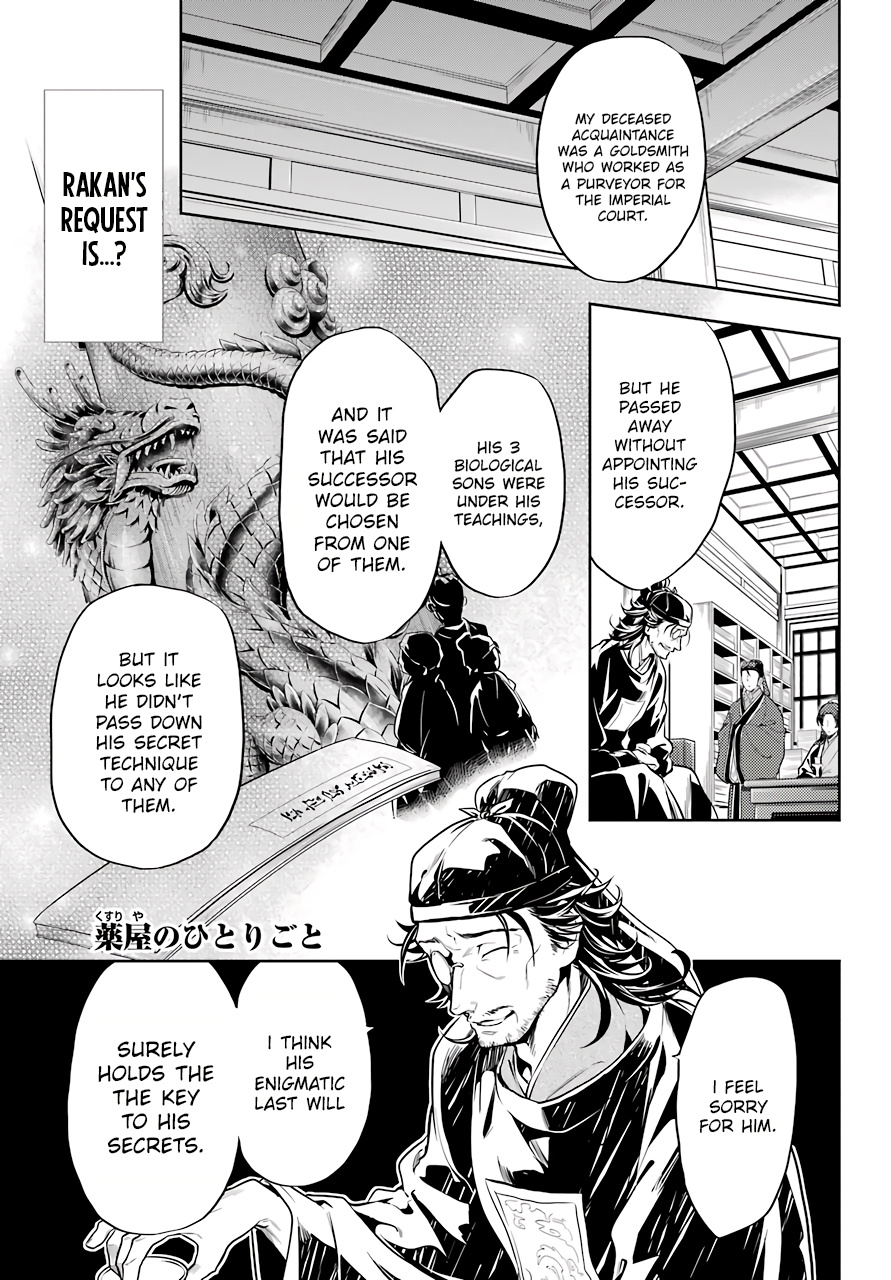 MY DECEASED
ACQUAINTANCE
WAS A GOLDSMITH
WHO WORKED AS
A PURVEYOR FOR
THE IMPERIAL
COURT.
RAKAN'S
REQUEST
IS...?
BUT HE
PASSED
AWAY
WITHOUT
APPOINTING
HIS SUC-
CESSOR.
HIS 3
BIOLOGICAL
SONS WERE
UNDER HIS
TEACHINGS,
AND IT
WAS SAID
THAT HIS
SUCCESSOR
WOULD BE
CHOSEN
FROM ONE
OF THEM.
BUT IT
LOOKS LIKE
HE DIDN'T
PASS DOWN
HIS SECRET
TECHNIQUE
TO ANY OF
THEM.
くすり や
薬屋のひとりごと
I FEEL
SORRY
FOR HIM.
I THINK
HIS
ENIGMATIC
LAST WILL
SURELY
HOLDS THE
THE KEY
TO HIS
SECRETS.